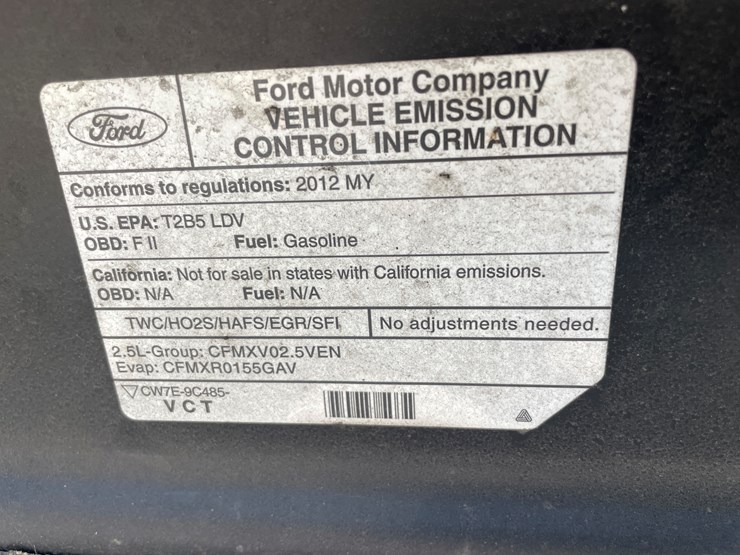 Ford
Ford Motor Company
VEHICLE EMISSION
CONTROL INFORMATION
Conforms to regulations: 2012 MY
U.S. EPA: T2B5 LDV
OBD: F II Fuel: Gasoline
California: Not for sale in states with California emissions.
OBD: N/A Fuel: N/A
TWC/HO2S/HAFS/EGR/SFI No adjustments needed.
2.5L-Group: CFMXV02.5VEN
Evap: CFMXR0155GAV
CW7E-9C485-
VCT